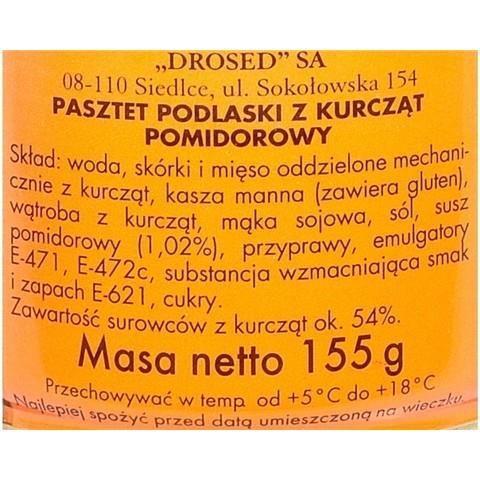 „DROSED” SA
08-110 Siedlce, ul. Sokołowska 154
PASZTET PODLASKI Z KURCZĄT
POMIDOROWY
Skład: woda, skórki i mięso oddzielone mechani-
cznie z kurcząt, kasza manna (zawiera gluten),
wątroba z kurcząt, mąka sojowa, sól, susz
pomidorowy (1,02%), przyprawy, emulgatory
E-471, E-472c, substancja wzmacniająca smak
i zapach E-621, cukry.
Zawartość surowców z kurcząt ok. 54%.
Masa netto 155 g
Przechowywać w temp. od +5°C do +18°C
Najlepiej spożyć przed datą umieszczoną na wieczku.